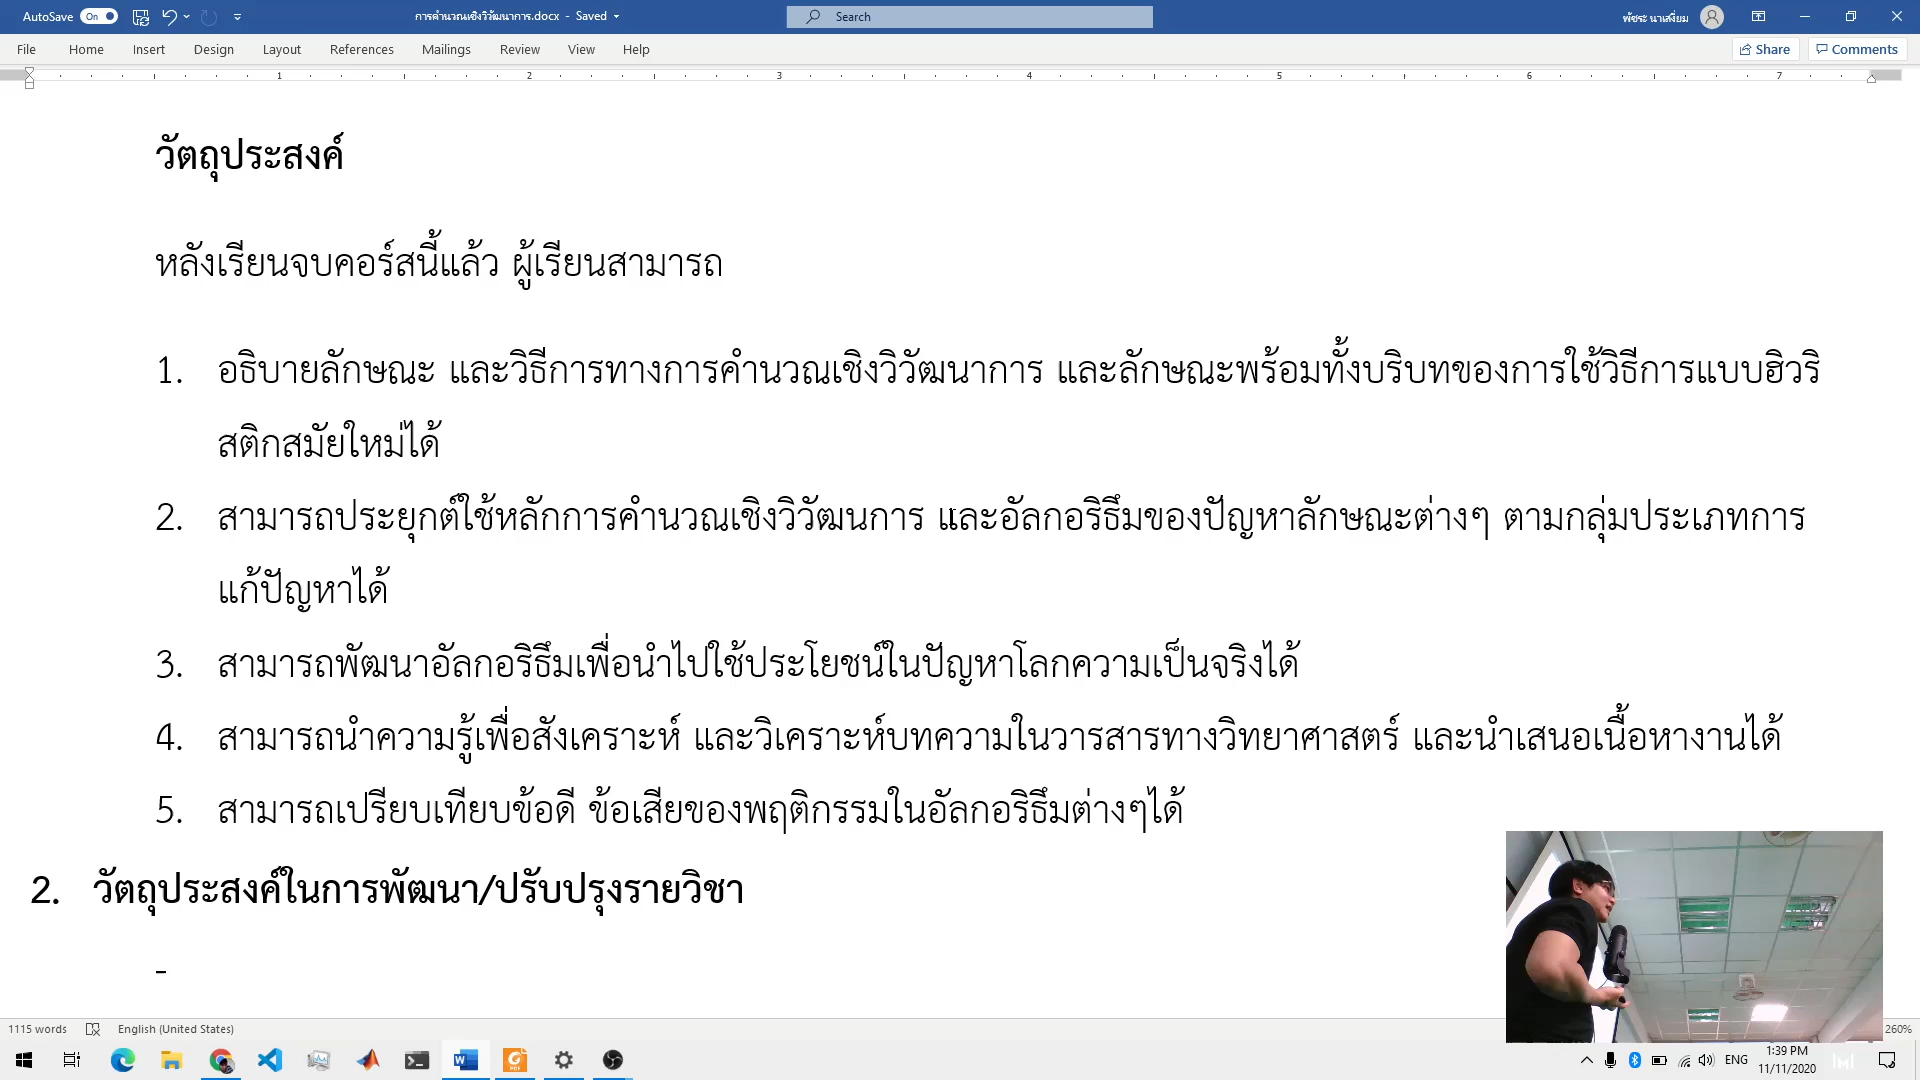 AutoSave On การคำนวณเชิงวิวัฒนาการ.docx - Saved Search
File Home Insert Design Layout References Mailings Review View Help Share Comments
1 2 3 4 5 6 7
วัตถุประสงค์
หลังเรียนจบคอร์สนี้แล้ว ผู้เรียนสามารถ
1. อธิบายลักษณะ และวิธีการทางการคำนวณเชิงวิวัฒนาการ และลักษณะพร้อมทั้งบริบทของการใช้วิธีการแบบฮิวริ
สติกสมัยใหม่ได้
2. สามารถประยุกต์ใช้หลักการคำนวณเชิงวิวัฒนการ และอัลกอริธึมของปัญหาลักษณะต่างๆ ตามกลุ่มประเภทการ
แก้ปัญหาได้
3. สามารถพัฒนาอัลกอริธึมเพื่อนำไปใช้ประโยชน์ในปัญหาโลกความเป็นจริงได้
4. สามารถนำความรู้เพื่อสังเคราะห์ และวิเคราะห์บทความในวารสารทางวิทยาศาสตร์ และนำเสนอเนื้อหางานได้
5. สามารถเปรียบเทียบข้อดี ข้อเสียของพฤติกรรมในอัลกอริธึมต่างๆได้
2. วัตถุประสงค์ในการพัฒนา/ปรับปรุงรายวิชา
-
1115 words English (United States) 260%
ENG 1:39 PM
11/11/2020